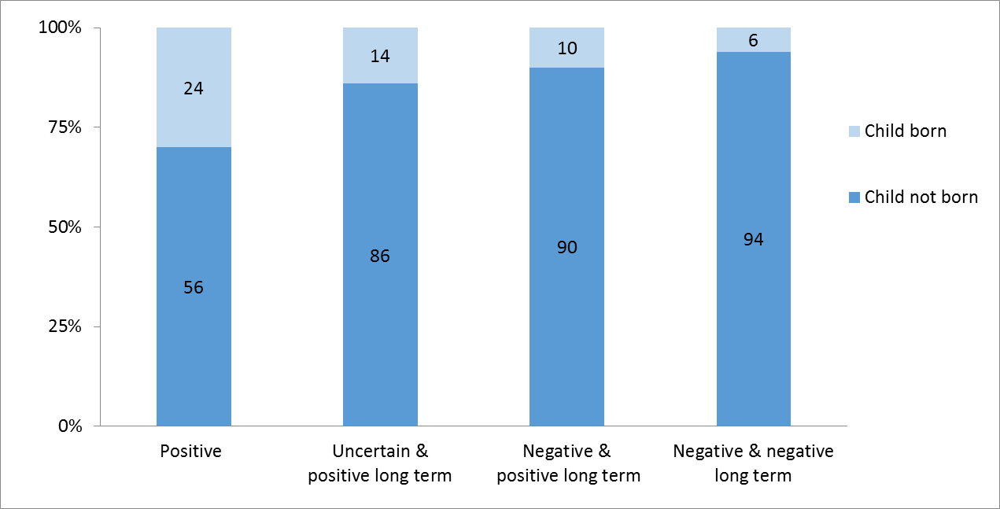 100%
75%
50%
25%
0%
24
56
14
86
10
90
6
94
Positive
Uncertain &
positive long term
Negative &
positive long term
Negative & negative
long term
Child born
Child not born